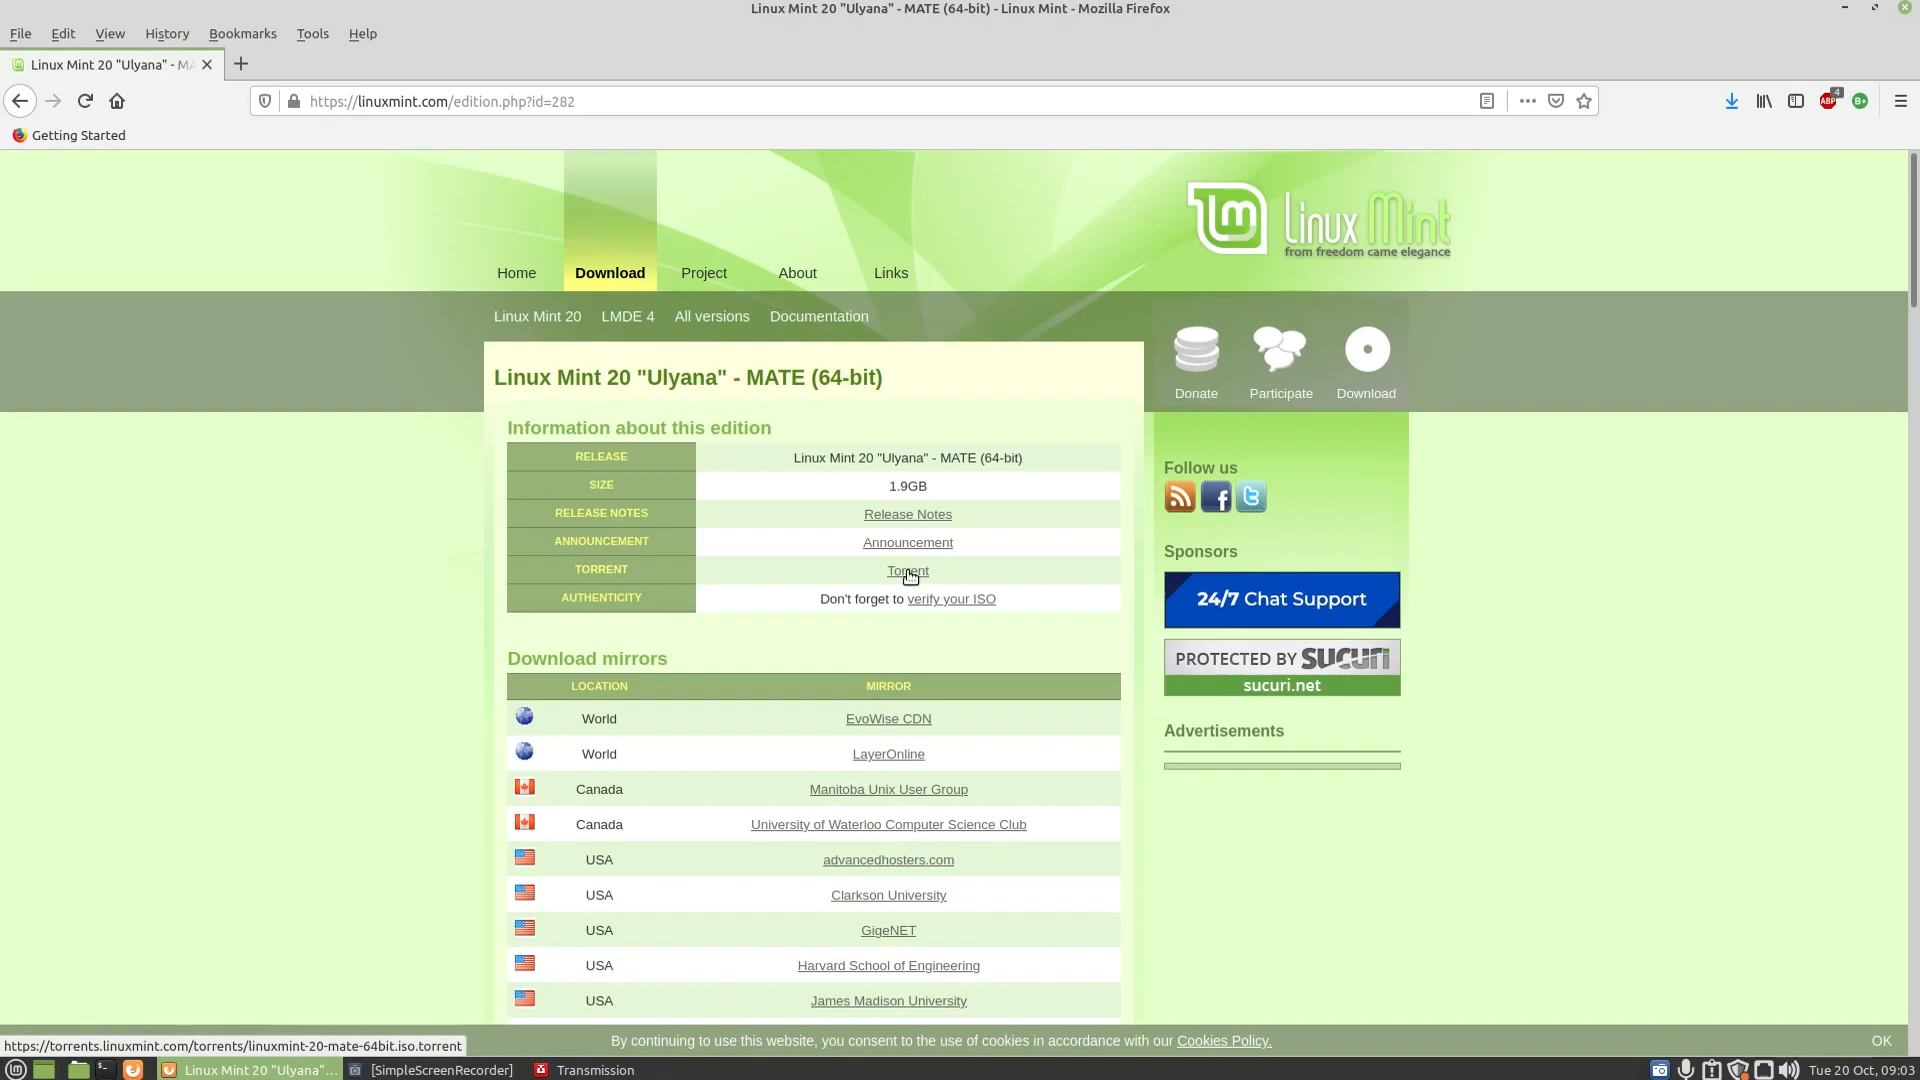 Linux Mint 20 "Ulyana" - MATE (64-bit) - Linux Mint - Mozilla Firefox
File Edit View History Bookmarks Tools Help
Linux Mint 20 "Ulyana" - MA
https://linuxmint.com/edition.php?id=282
ABP 4 B+
Getting Started
Linux Mint
from freedom came elegance
Home Download Project About Links
Linux Mint 20 LMDE 4 All versions Documentation
Donate Participate Download
Linux Mint 20 "Ulyana" - MATE (64-bit)
Information about this edition
RELEASE Linux Mint 20 "Ulyana" - MATE (64-bit)
SIZE 1.9GB
RELEASE NOTES Release Notes
ANNOUNCEMENT Announcement
TORRENT Torrent
AUTHENTICITY Don't forget to verify your ISO
Download mirrors
LOCATION MIRROR
World EvoWise CDN
World LayerOnline
Canada Manitoba Unix User Group
Canada University of Waterloo Computer Science Club
USA advancedhosters.com
USA Clarkson University
USA GigeNET
USA Harvard School of Engineering
USA James Madison University
Follow us
Sponsors
24/7 Chat Support
PROTECTED BY SUCURI
sucuri.net
Advertisements
https://torrents.linuxmint.com/torrents/linuxmint-20-mate-64bit.iso.torrent
By continuing to use this website, you consent to the use of cookies in accordance with our Cookies Policy. OK
Linux Mint 20 "Ulyana"... [SimpleScreenRecorder] Transmission Tue 20 Oct, 09:03